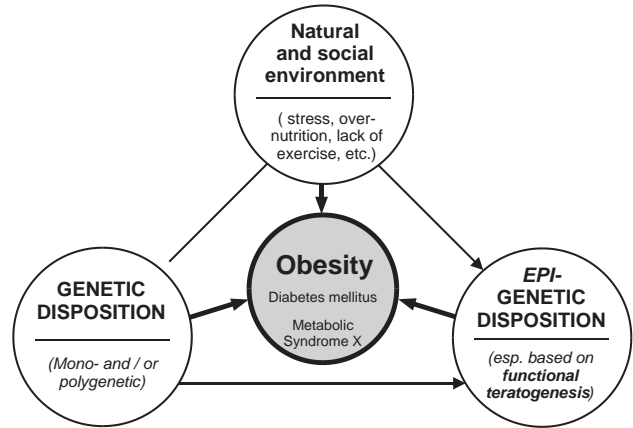 Natural
and social
environment
( stress, over-
nutrition, lack of
exercise, etc.)
Obesity
Diabetes mellitus
Metabolic
Syndrome X
GENETIC
DISPOSITION
(Mono- and / or
polygenetic)
EPI-
GENETIC
DISPOSITION
(esp. based on
functional
teratogenesis)